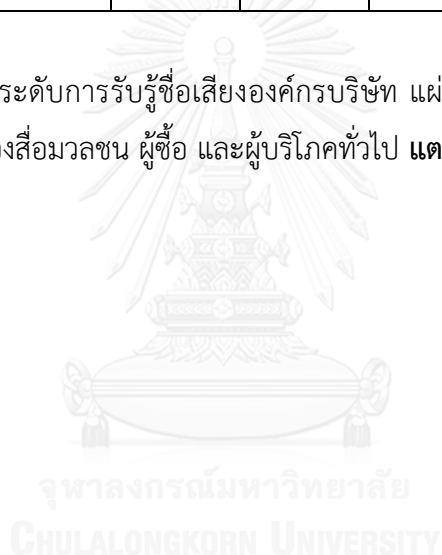 ระดับการรับรู้ชื่อเสียงองค์กรบริษัท แผ่
งสื่อมวลชน ผู้ซื้อ และผู้บริโภคทั่วไป แต
จุฬาลงกรณ์มหาวิทยาลัย
CHULALONGKORN UNIVERSITY